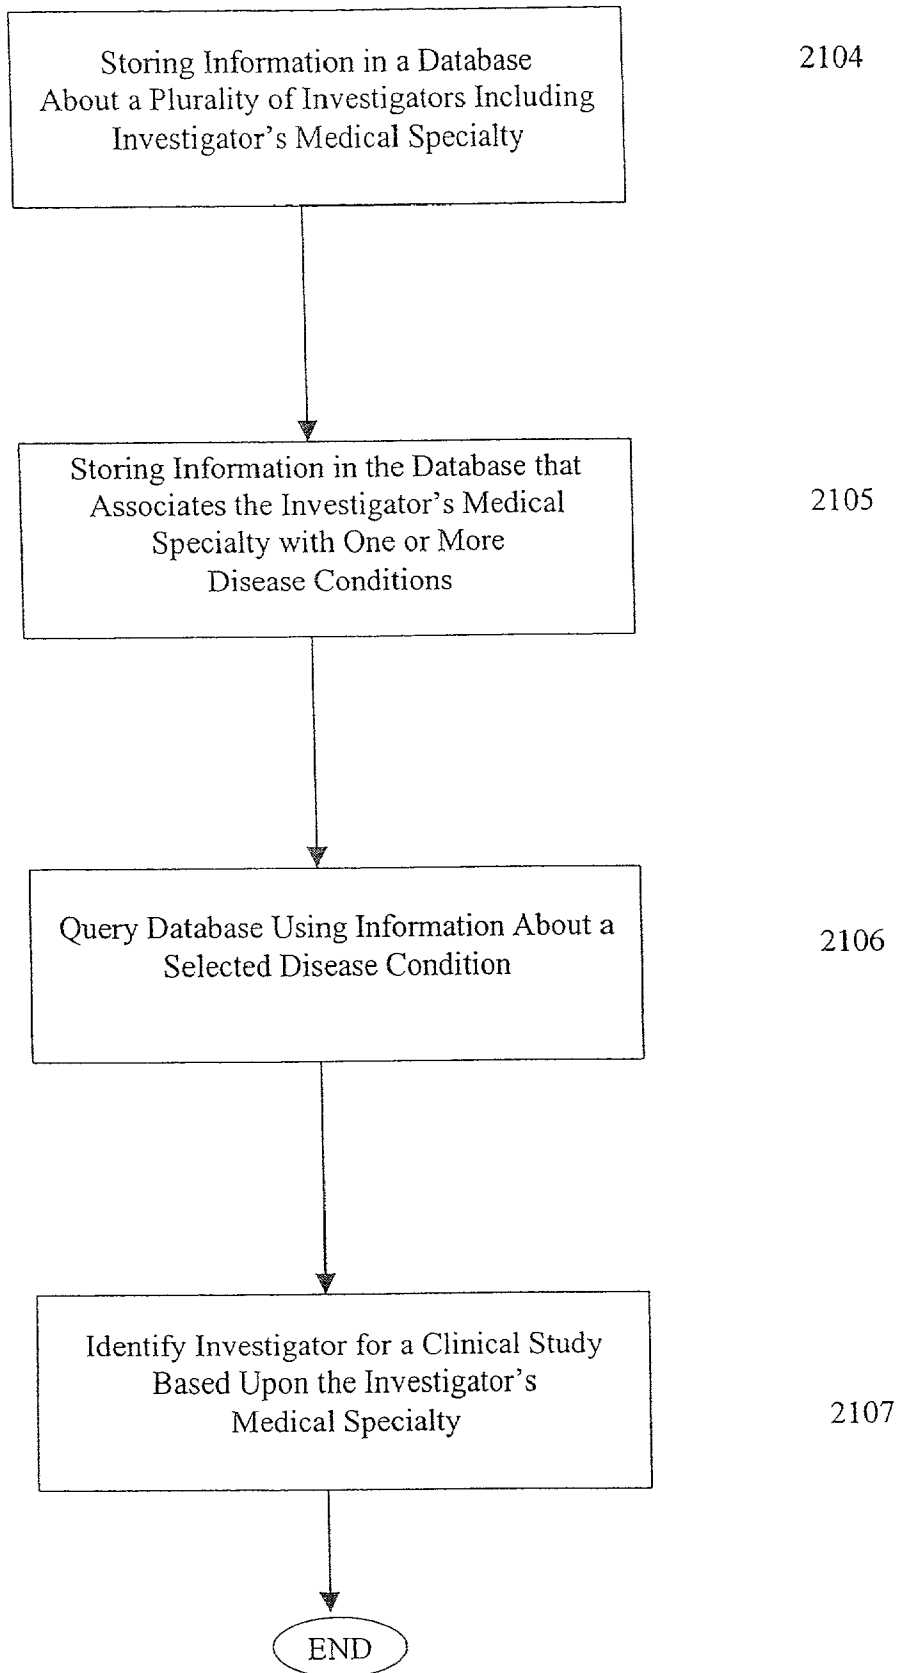 Storing Information in a Database
About a Plurality of Investigators Including
Investigator's Medical Specialty
2104
Storing Information in the Database that
Associates the Investigator's Medical
Specialty with One or More
Disease Conditions
2105
Query Database Using Information About a
Selected Disease Condition
2106
Identify Investigator for a Clinical Study
Based Upon the Investigator's
Medical Specialty
2107
END